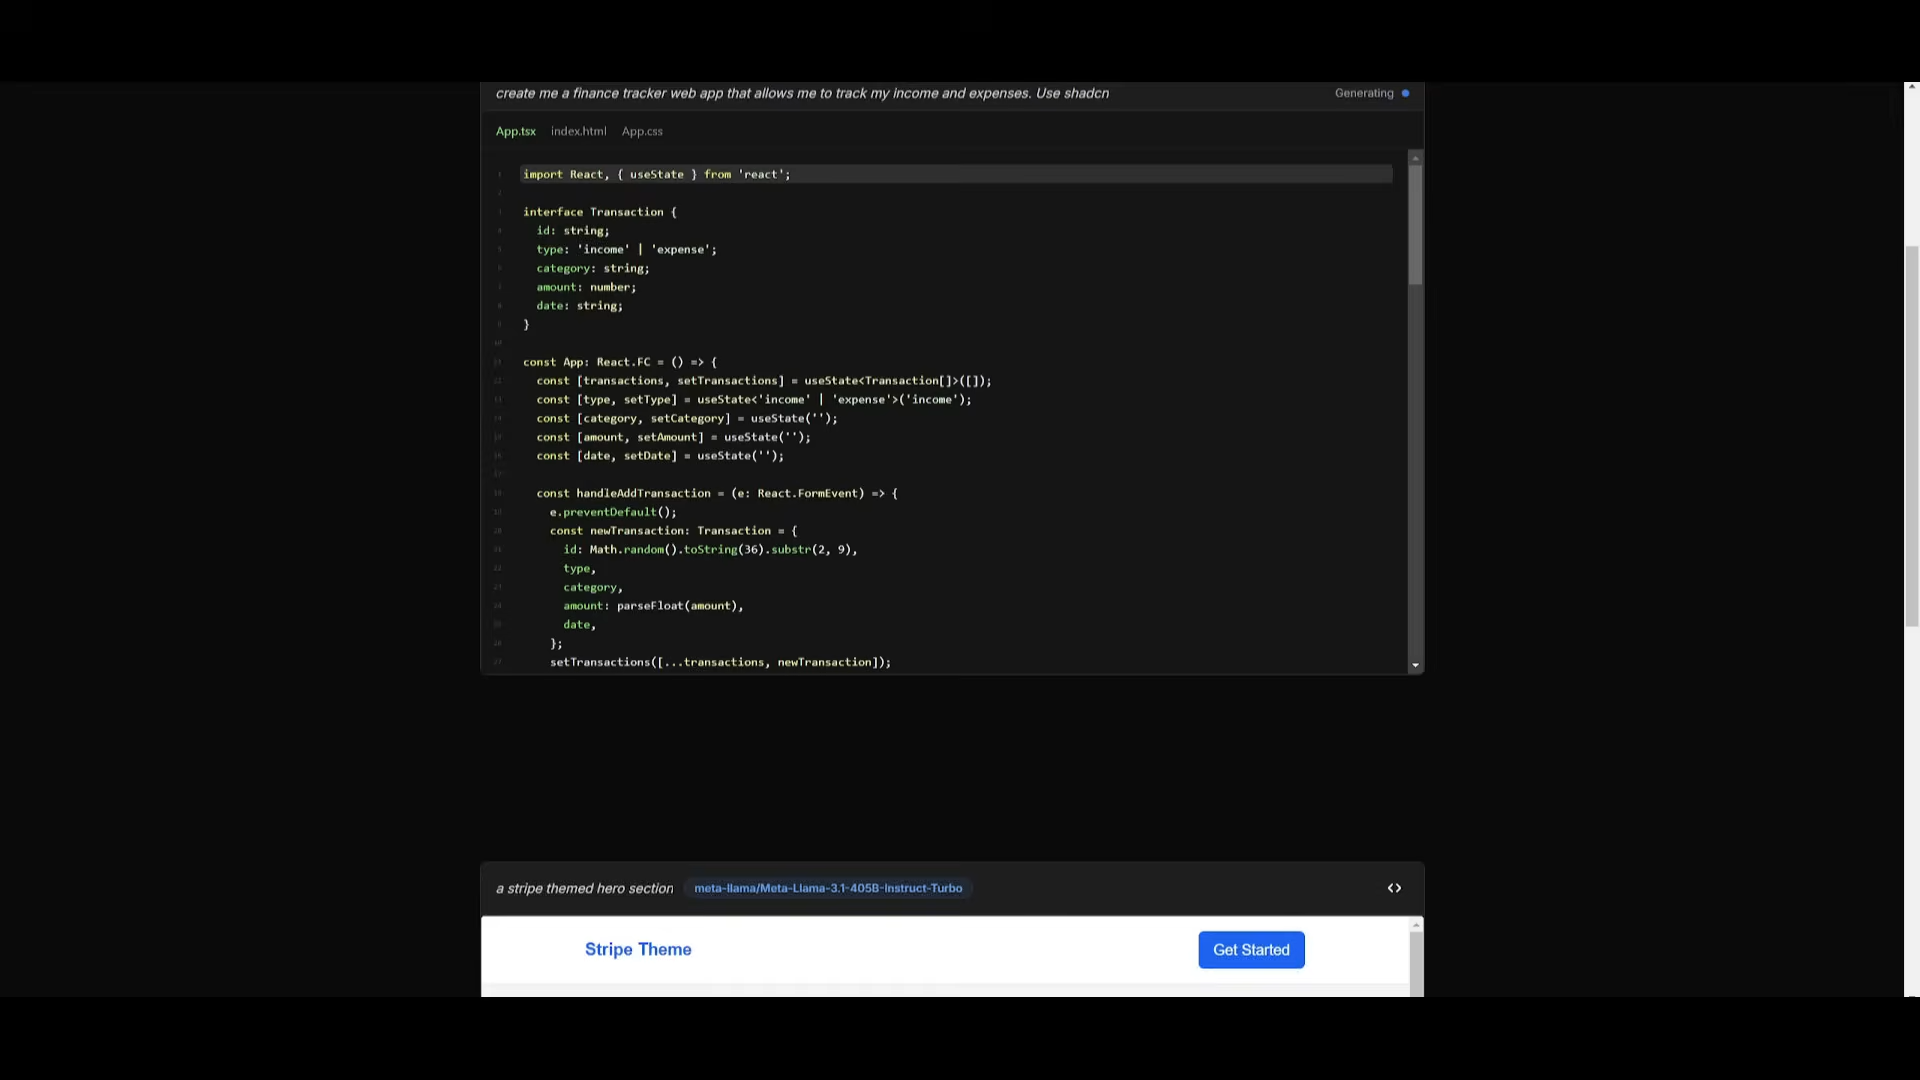 create me a finance tracker web app that allows me to track my income and expenses. Use shadcn
Generating
App.tsx index.html App.css
import React, { useState } from 'react';
interface Transaction {
id: string;
type: 'income' | 'expense';
category: string;
amount: number;
date: string;
}
const App: React.FC = () => {
const [transactions, setTransactions] = useState<Transaction[]>([]);
const [type, setType] = useState<'income' | 'expense'>('income');
const [category, setCategory] = useState('');
const [amount, setAmount] = useState('');
const [date, setDate] = useState('');
const handleAddTransaction = (e: React.FormEvent) => {
e.preventDefault();
const newTransaction: Transaction = {
id: Math.random().toString(36).substr(2, 9),
type,
category,
amount: parseFloat(amount),
date,
};
setTransactions([...transactions, newTransaction]);
a stripe themed hero section meta-llama/Meta-Llama-3.1-405B-Instruct-Turbo <>
Stripe Theme
Get Started